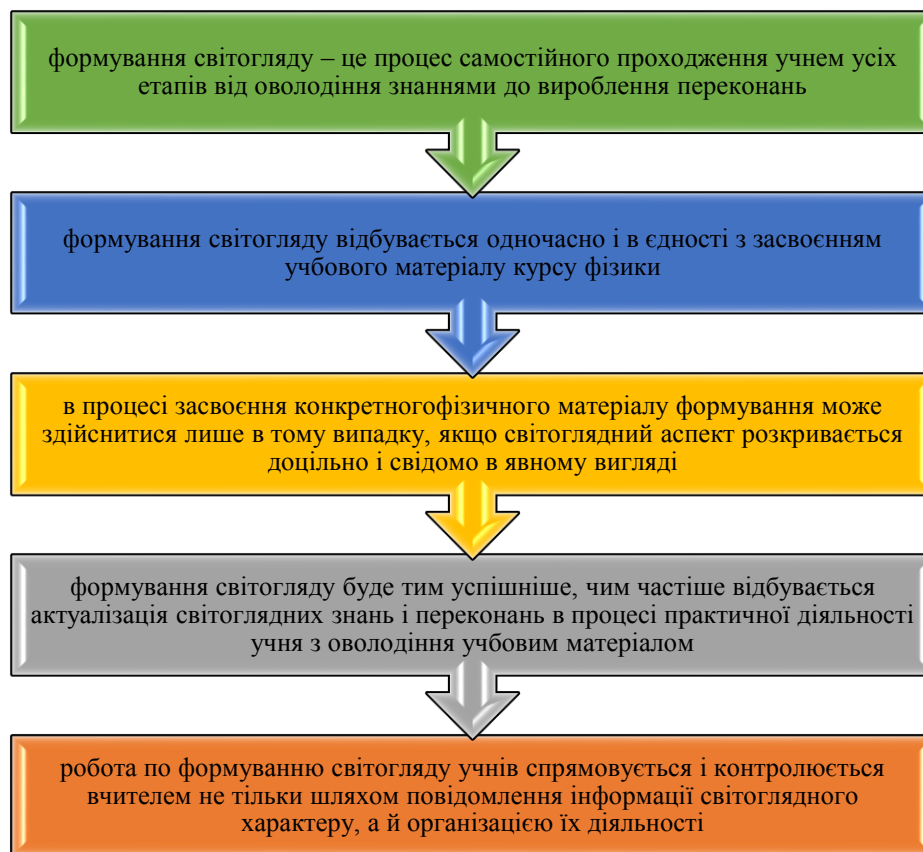 формування світогляду – це процес самостійного проходження учнем усіх
етапів від оволодіння знаннями до вироблення переконань
формування світогляду відбувається одночасно і в єдності з засвоєнням
учбового матеріалу курсу фізики
в процесі засвоєння конкретногофізичного матеріалу формування може
здійснитися лише в тому випадку, якщо світоглядний аспект розкривається
доцільно і свідомо в явному вигляді
формування світогляду буде тим успішніше, чим частіше відбувається
актуалізація світоглядних знань і переконань в процесі практичної діяльності
учня з оволодіння учбовим матеріалом
робота по формуванню світогляду учнів спрямовується і контролюється
вчителем не тільки шляхом повідомлення інформації світоглядного
характеру, а й організацією їх діяльності